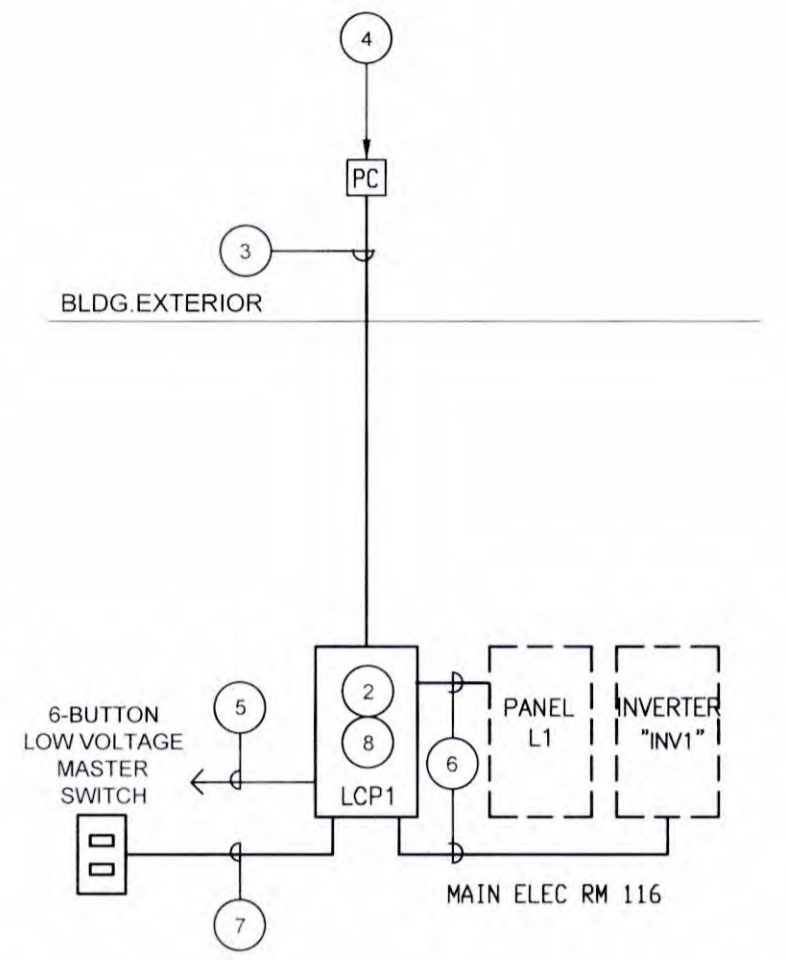 4
PC
3
BLDG.EXTERIOR
6-BUTTON
LOW VOLTAGE
MASTER
SWITCH
5
2
8
LCP1
6
PANEL
L1
INVERTER
"INV1"
7
MAIN ELEC RM 116